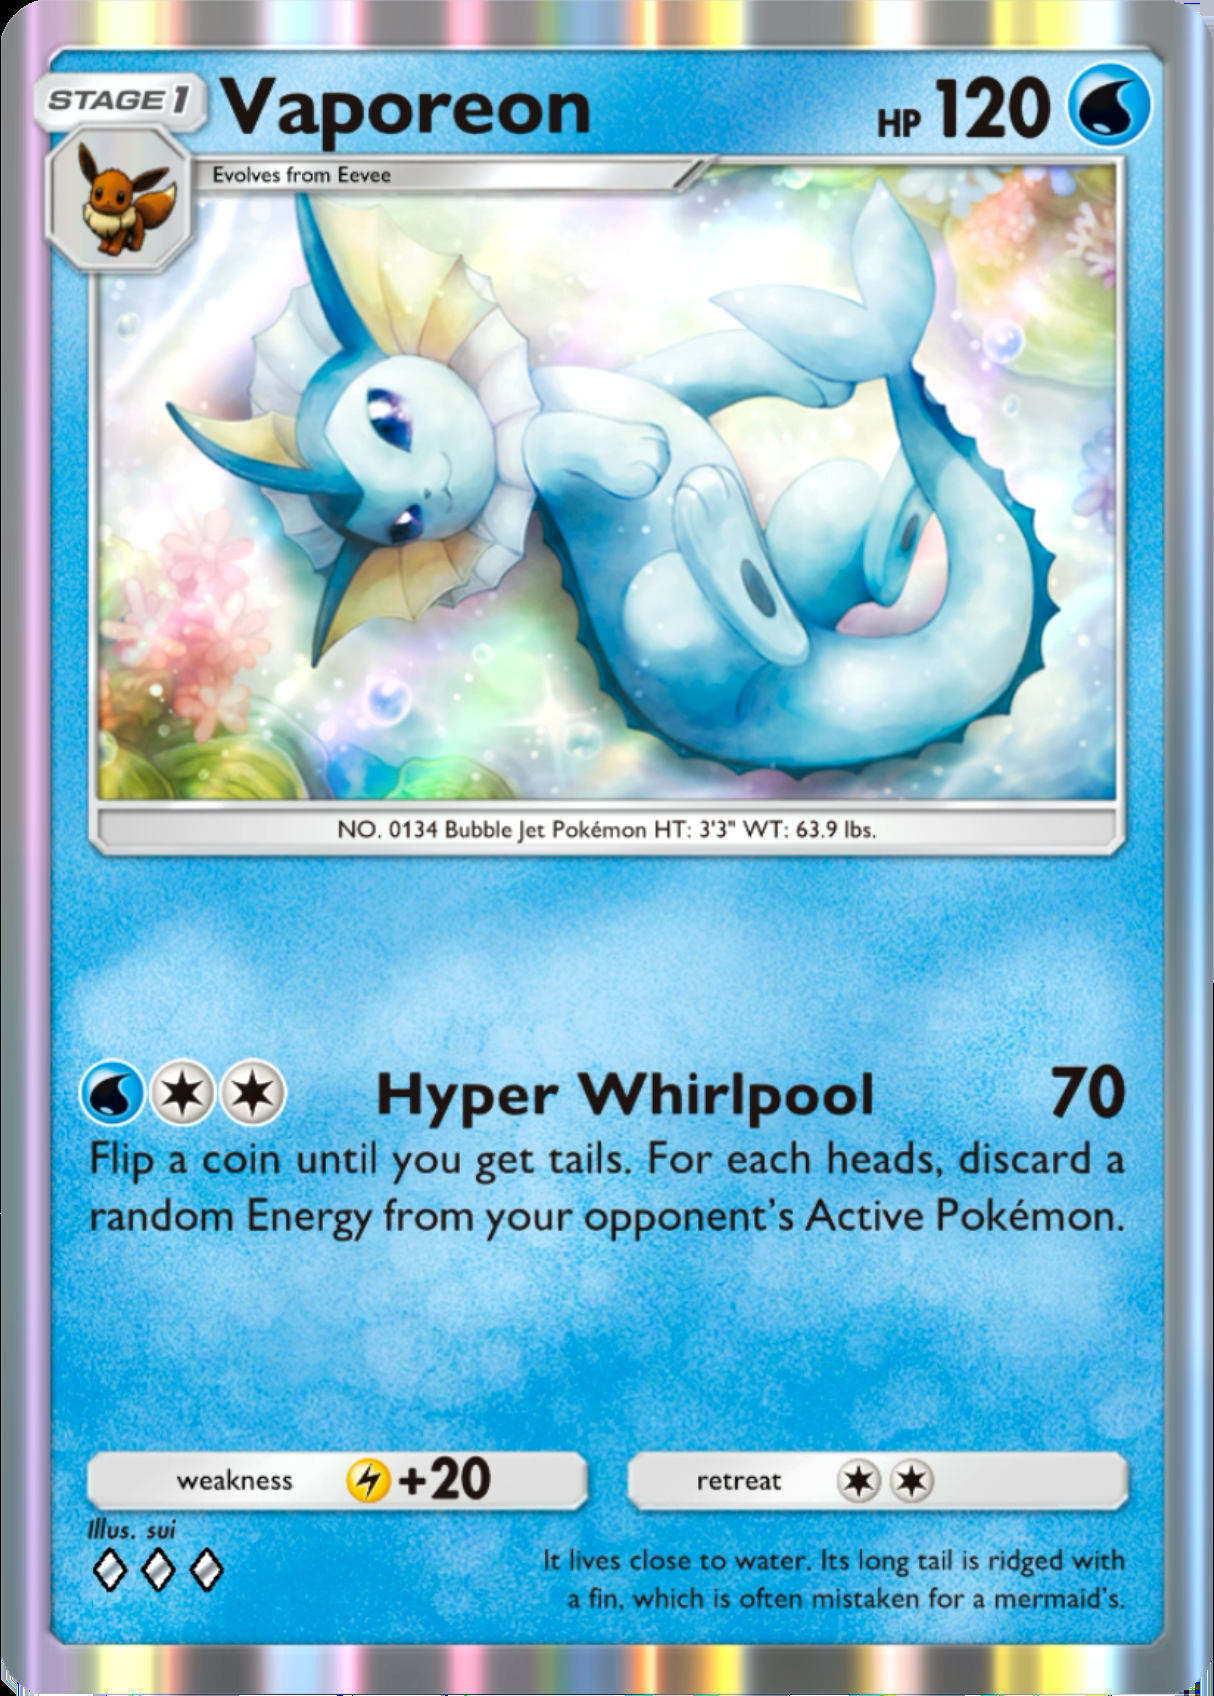 STAGE 1 Vaporeon HP 120
Evolves from Eevee
NO. 0134 Bubble Jet Pokémon HT: 3'3" WT: 63.9 lbs.
Hyper Whirlpool 70
Flip a coin until you get tails. For each heads, discard a
random Energy from your opponent's Active Pokémon.
weakness +20 retreat
Illus. sui
It lives close to water. Its long tail is ridged with
a fin, which is often mistaken for a mermaid's.